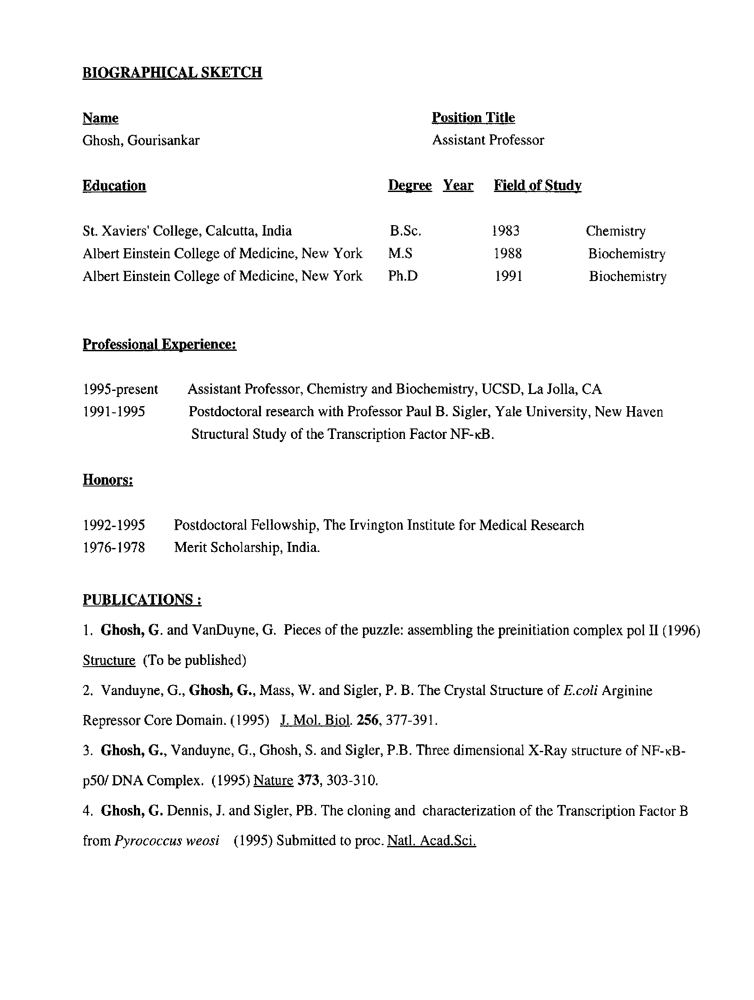 BIOGRAPHICAL SKETCH
Name Position Title
Ghosh, Gourisankar Assistant Professor
Education Degree Year Field of Study
St. Xaviers' College, Calcutta, India B.Sc. 1983 Chemistry
Albert Einstein College of Medicine, New York M.S 1988 Biochemistry
Albert Einstein College of Medicine, New York Ph.D 1991 Biochemistry
Professional Experience:
1995-present Assistant Professor, Chemistry and Biochemistry, UCSD, La Jolla, CA
1991-1995 Postdoctoral research with Professor Paul B. Sigler, Yale University, New Haven
Structural Study of the Transcription Factor NF-κB.
Honors:
1992-1995 Postdoctoral Fellowship, The Irvington Institute for Medical Research
1976-1978 Merit Scholarship, India.
PUBLICATIONS :
1. Ghosh, G. and VanDuyne, G. Pieces of the puzzle: assembling the preinitiation complex pol II (1996)
Structure (To be published)
2. Vanduyne, G., Ghosh, G., Mass, W. and Sigler, P. B. The Crystal Structure of E.coli Arginine
Repressor Core Domain. (1995) J. Mol. Biol. 256, 377-391.
3. Ghosh, G., Vanduyne, G., Ghosh, S. and Sigler, P.B. Three dimensional X-Ray structure of NF-κB-
p50/ DNA Complex. (1995) Nature 373, 303-310.
4. Ghosh, G. Dennis, J. and Sigler, PB. The cloning and characterization of the Transcription Factor B
from Pyrococcus weosi (1995) Submitted to proc. Natl. Acad.Sci.